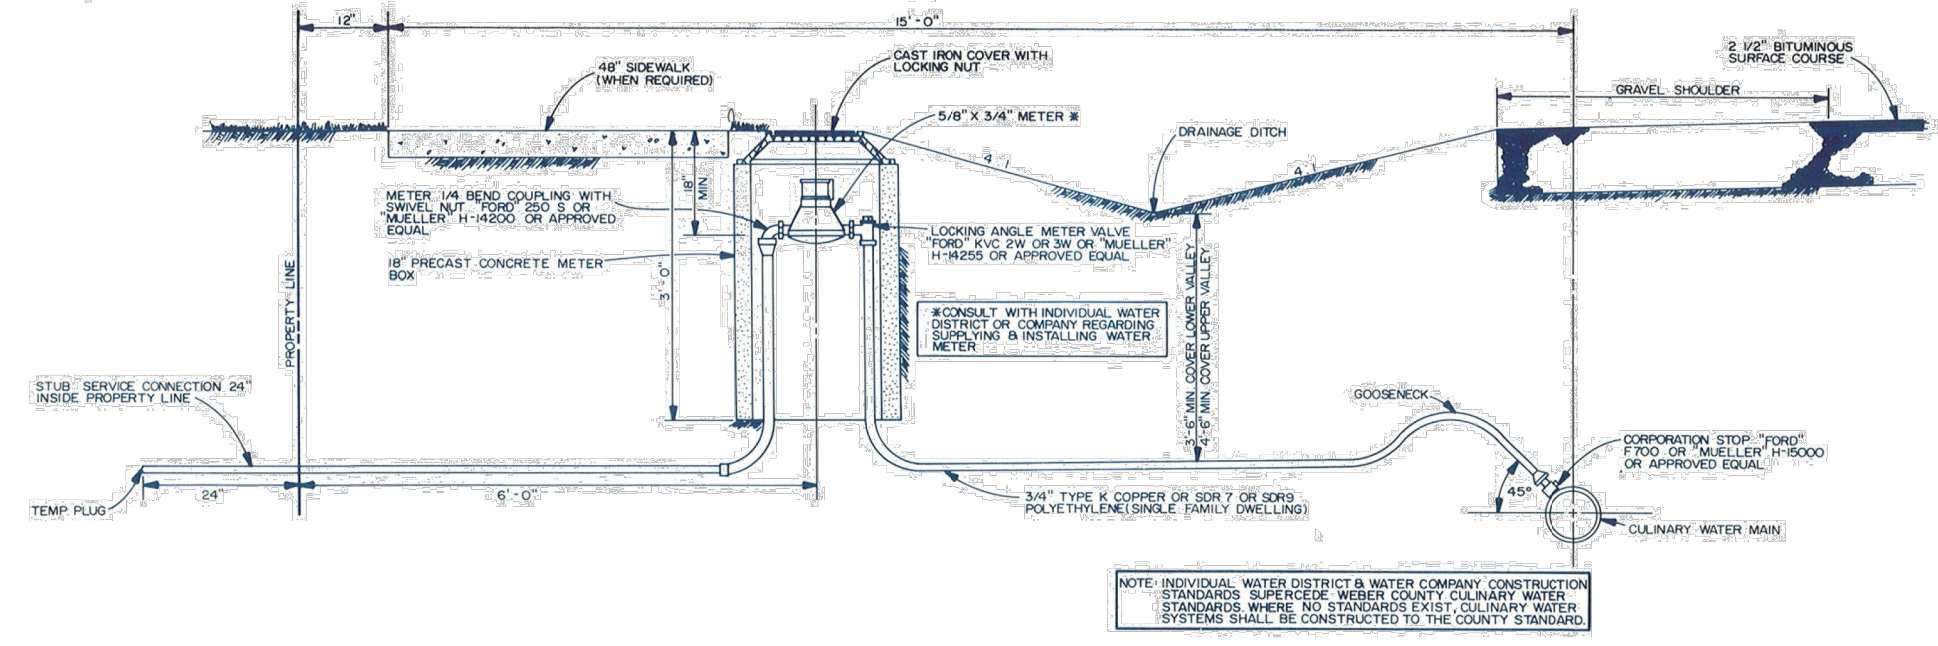 12"
15'-0"
48" SIDEWALK
(WHEN REQUIRED)
CAST IRON COVER WITH
LOCKING NUT
2 1/2" BITUMINOUS
SURFACE COURSE
GRAVEL SHOULDER
5/8" X 3/4" METER ✳
DRAINAGE DITCH
4 1
4 1
18"
MIN.
METER 1/4 BEND COUPLING WITH
SWIVEL NUT "FORD" 250 S OR
"MUELLER" H-14200 OR APPROVED
EQUAL
LOCKING ANGLE METER VALVE
"FORD" KVC 2W OR 3W OR "MUELLER"
H-14255 OR APPROVED EQUAL
18" PRECAST CONCRETE METER
BOX
3'-0"
PROPERTY LINE
✳CONSULT WITH INDIVIDUAL WATER
DISTRICT OR COMPANY REGARDING
SUPPLYING & INSTALLING WATER
METER
3'-6" MIN. COVER LOWER VALLEY
4'-6" MIN. COVER UPPER VALLEY
STUB SERVICE CONNECTION 24"
INSIDE PROPERTY LINE
GOOSENECK
CORPORATION STOP "FORD"
F700 OR "MUELLER" H-15000
OR APPROVED EQUAL
45°
24"
6'-0"
TEMP. PLUG
3/4" TYPE K COPPER OR SDR 7 OR SDR9
POLYETHYLENE(SINGLE FAMILY DWELLING)
CULINARY WATER MAIN
NOTE: INDIVIDUAL WATER DISTRICT & WATER COMPANY CONSTRUCTION
STANDARDS SUPERCEDE WEBER COUNTY CULINARY WATER
STANDARDS. WHERE NO STANDARDS EXIST, CULINARY WATER
SYSTEMS SHALL BE CONSTRUCTED TO THE COUNTY STANDARD.